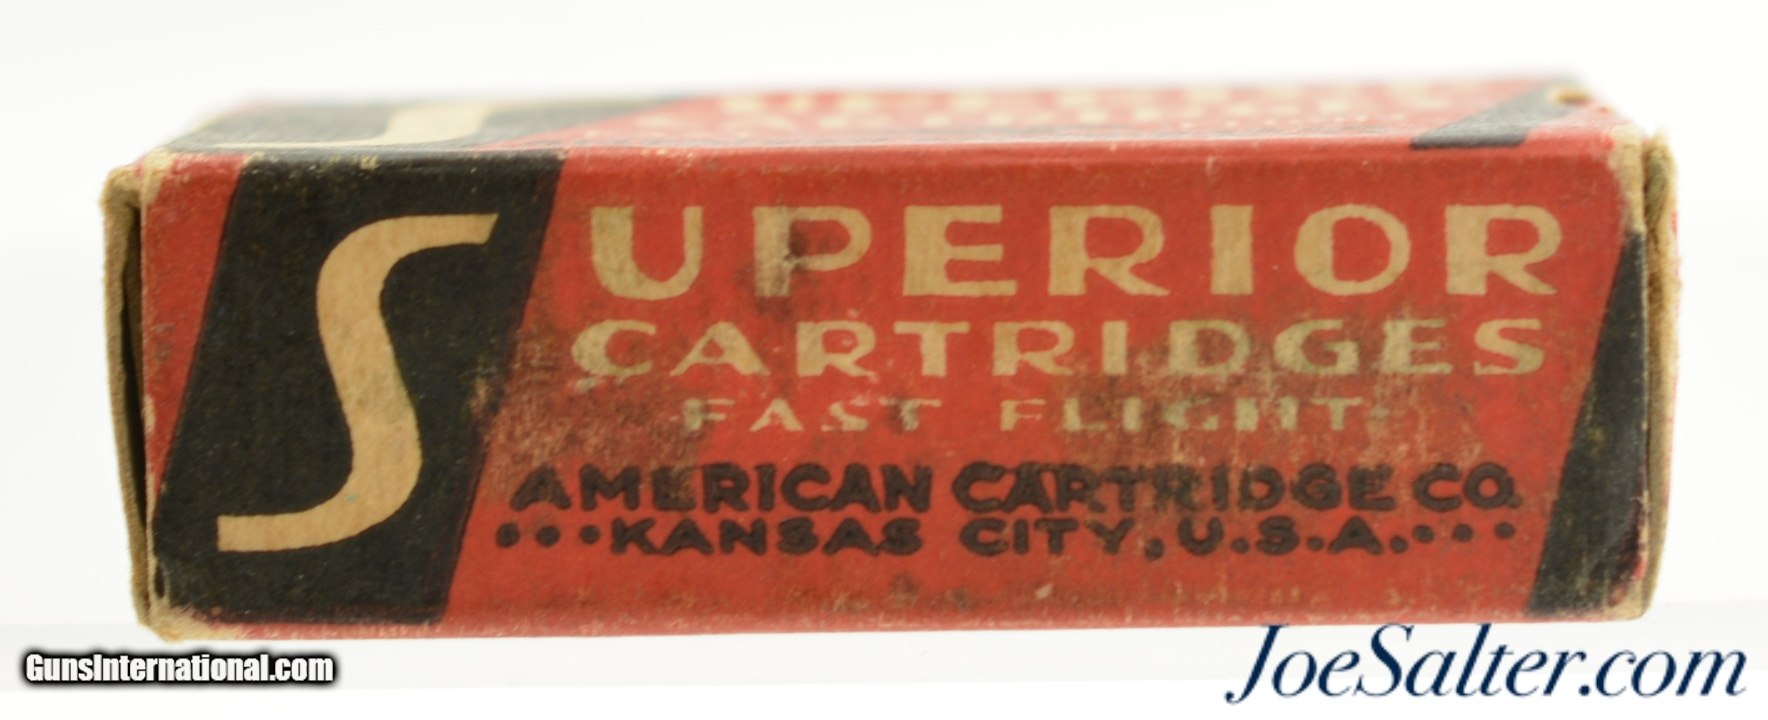 SUPERIOR
CARTRIDGES
FAST FLIGHT
AMERICAN CARTRIDGE CO.
...KANSAS CITY, U.S.A....
GunsInternational.com
JoeSalter.com